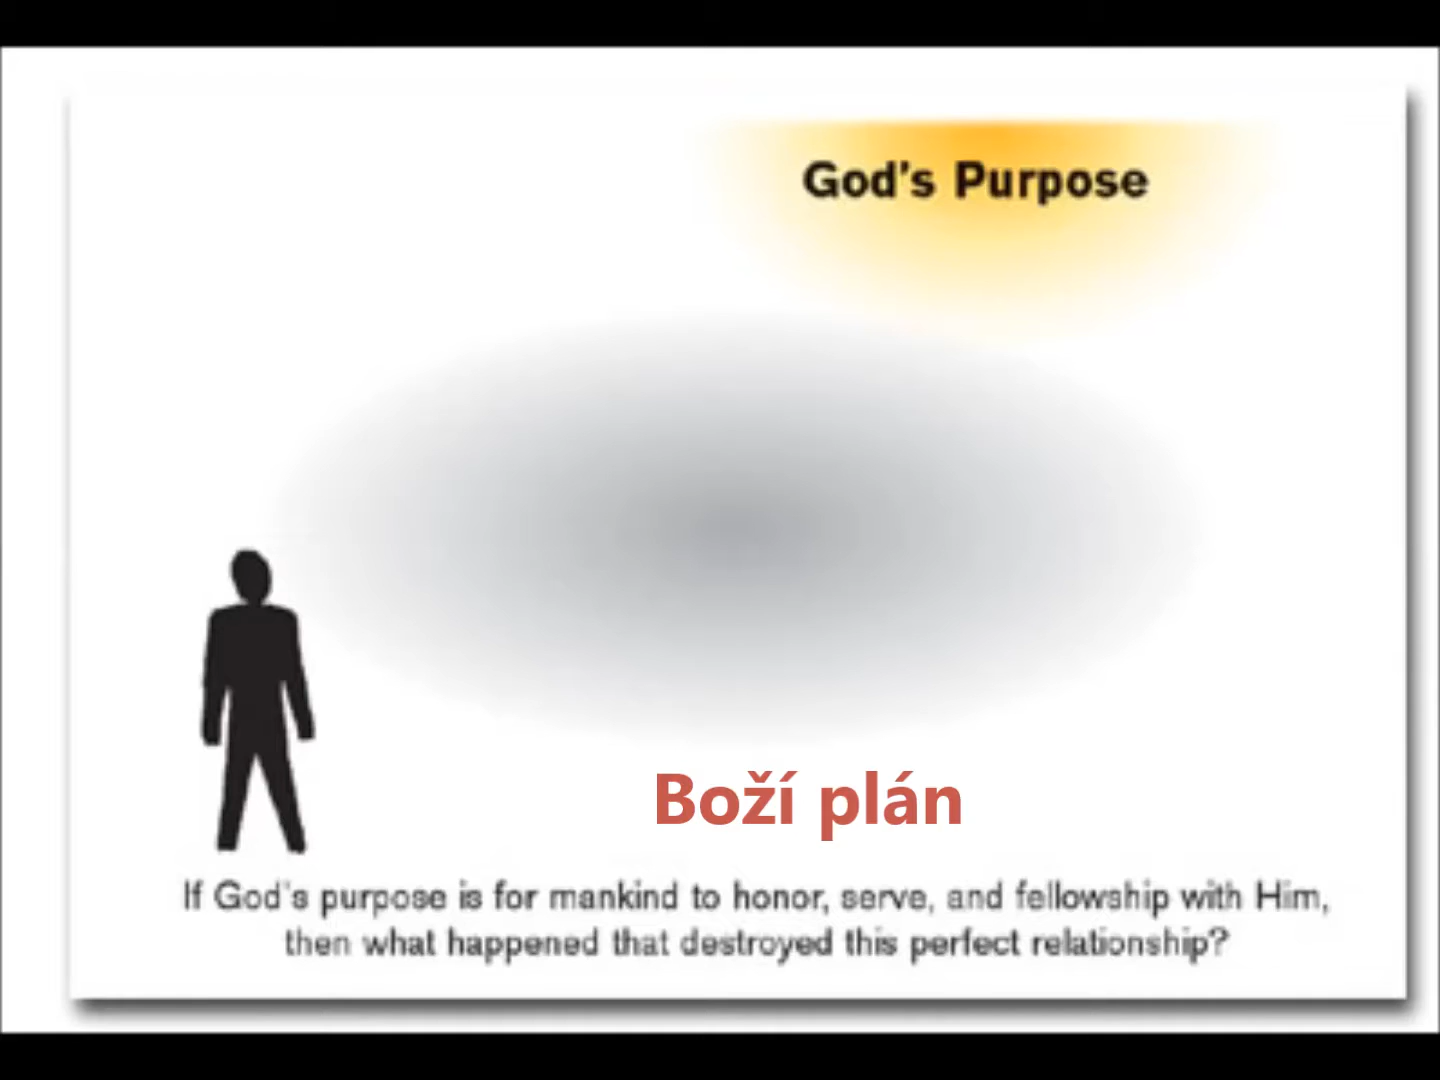 God's Purpose
Boží plán
If God's purpose is for mankind to honor, serve, and fellowship with Him,
then what happened that destroyed this perfect relationship?